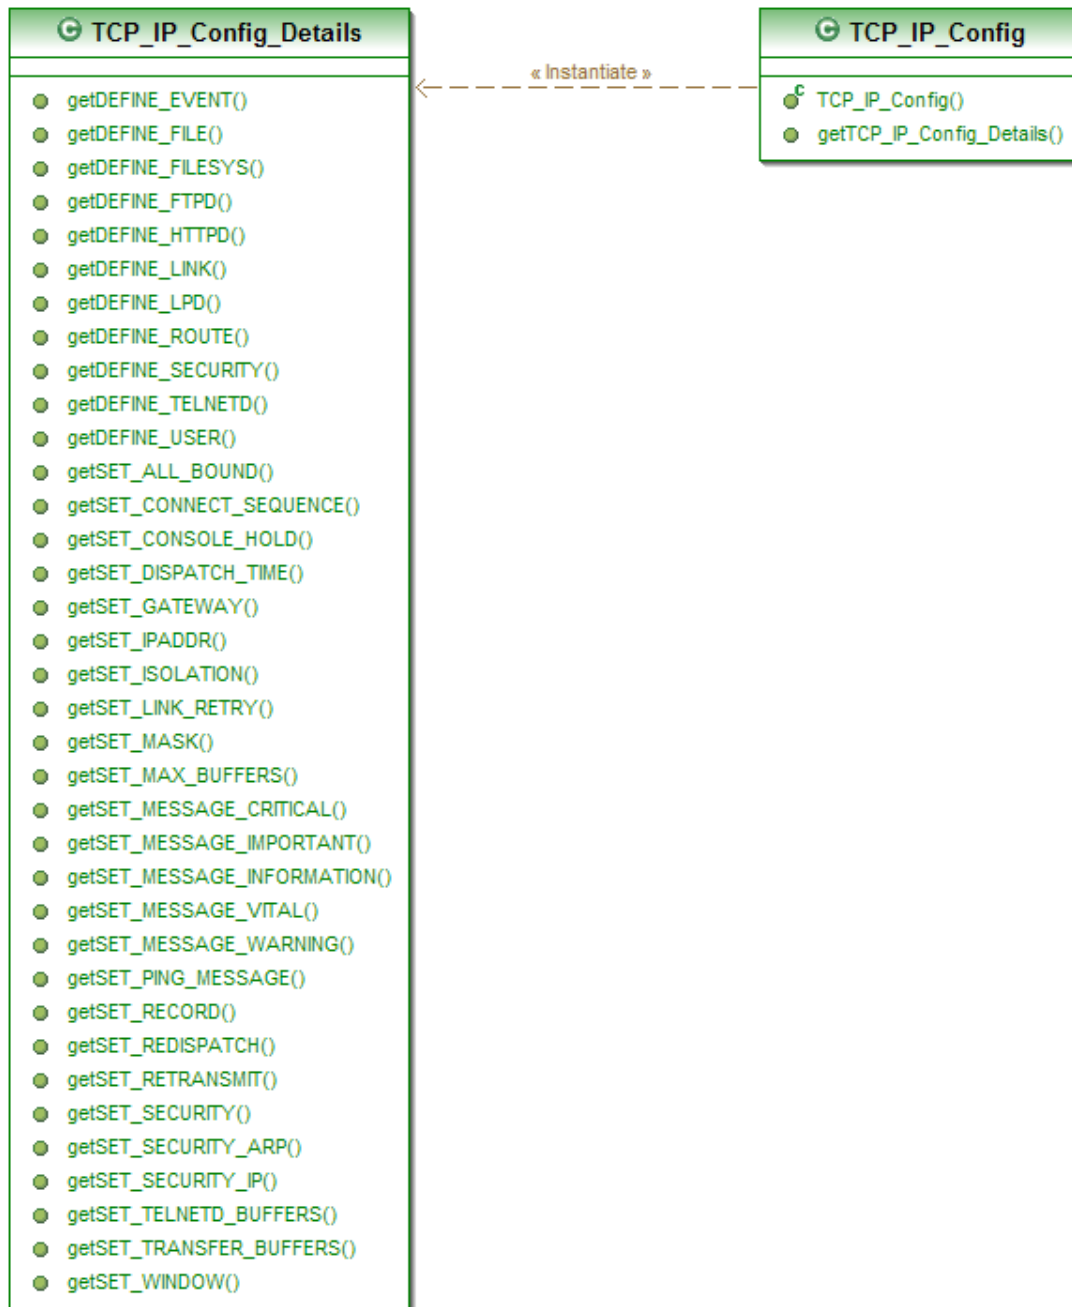 TCP_IP_Config_Details
getDEFINE_EVENT()
getDEFINE_FILE()
getDEFINE_FILESYS()
getDEFINE_FTPD()
getDEFINE_HTTPD()
getDEFINE_LINK()
getDEFINE_LPD()
getDEFINE_ROUTE()
getDEFINE_SECURITY()
getDEFINE_TELNETD()
getDEFINE_USER()
getSET_ALL_BOUND()
getSET_CONNECT_SEQUENCE()
getSET_CONSOLE_HOLD()
getSET_DISPATCH_TIME()
getSET_GATEWAY()
getSET_IPADDR()
getSET_ISOLATION()
getSET_LINK_RETRY()
getSET_MASK()
getSET_MAX_BUFFERS()
getSET_MESSAGE_CRITICAL()
getSET_MESSAGE_IMPORTANT()
getSET_MESSAGE_INFORMATION()
getSET_MESSAGE_VITAL()
getSET_MESSAGE_WARNING()
getSET_PING_MESSAGE()
getSET_RECORD()
getSET_REDISPATCH()
getSET_RETRANSMIT()
getSET_SECURITY()
getSET_SECURITY_ARP()
getSET_SECURITY_IP()
getSET_TELNETD_BUFFERS()
getSET_TRANSFER_BUFFERS()
getSET_WINDOW()
« Instantiate »
TCP_IP_Config
TCP_IP_Config()
getTCP_IP_Config_Details()